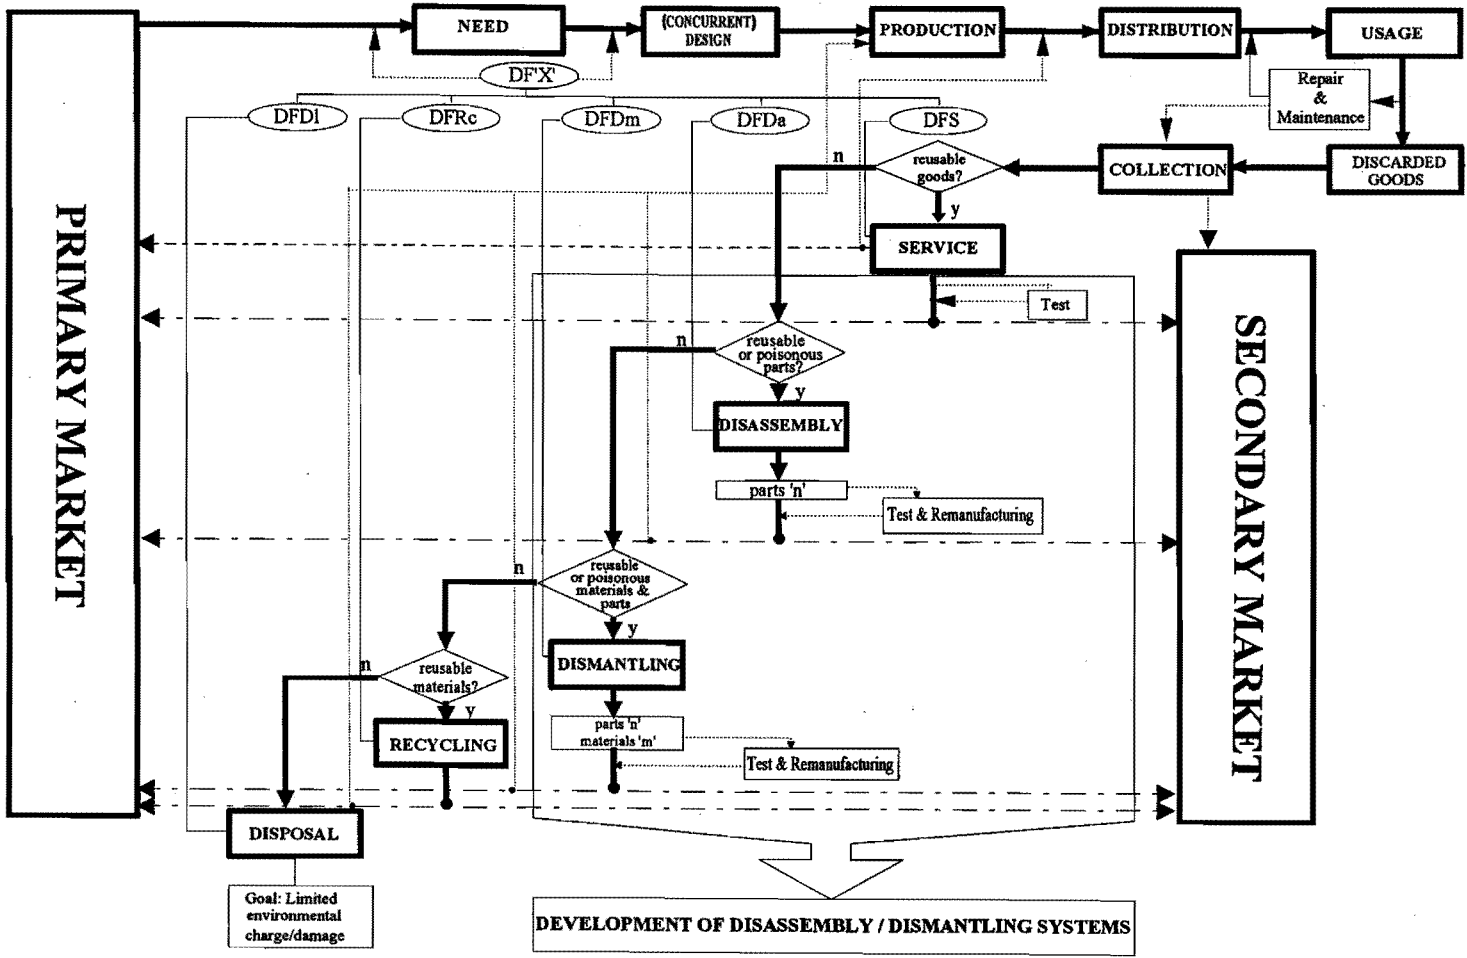 NEED
(CONCURRENT)
DESIGN
PRODUCTION
DISTRIBUTION
USAGE
DF'X'
Repair
&
Maintenance
DFDl
DFRc
DFDm
DFDa
DFS
n
reusable
goods?
y
COLLECTION
DISCARDED
GOODS
PRIMARY MARKET
SERVICE
Test
SECONDARY MARKET
n
reusable
or poisonous
parts?
y
DISASSEMBLY
parts 'n'
Test & Remanufacturing
n
reusable
or poisonous
materials &
parts
y
DISMANTLING
n
reusable
materials?
y
RECYCLING
parts 'n'
materials 'm'
Test & Remanufacturing
DISPOSAL
Goal: Limited
environmental
charge/damage
DEVELOPMENT OF DISASSEMBLY / DISMANTLING SYSTEMS